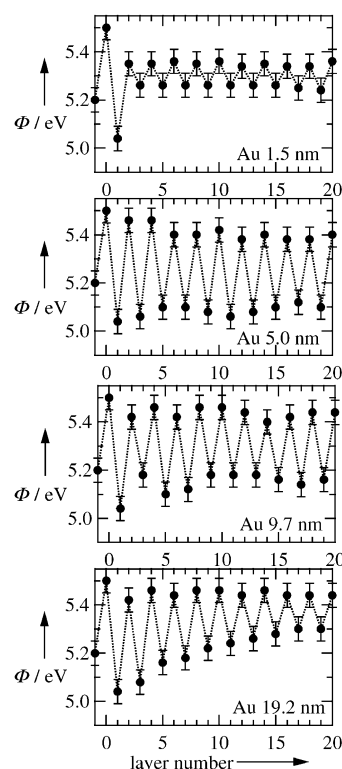 5.4
5.2
5.0
Φ / eV
Au 1.5 nm
0 5 10 15 20
5.4
5.2
5.0
Φ / eV
Au 5.0 nm
0 5 10 15 20
5.4
5.2
5.0
Φ / eV
Au 9.7 nm
0 5 10 15 20
5.4
5.2
5.0
Φ / eV
Au 19.2 nm
0 5 10 15 20
layer number